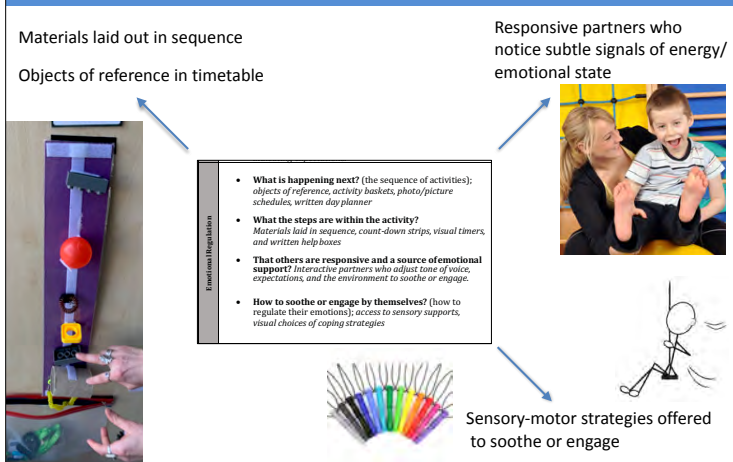 Materials laid out in sequence
Objects of reference in timetable
Responsive partners who
notice subtle signals of energy/
emotional state
Emotional Regulation
• What is happening next? (the sequence of activities);
objects of reference, activity baskets, photo/picture
schedules, written day planner
• What the steps are within the activity?
Materials laid in sequence, count-down strips, visual timers,
and written help boxes
• That others are responsive and a source of emotional
support? Interactive partners who adjust tone of voice,
expectations, and the environment to soothe or engage.
• How to soothe or engage by themselves? (how to
regulate their emotions); access to sensory supports,
visual choices of coping strategies
Sensory-motor strategies offered
to soothe or engage